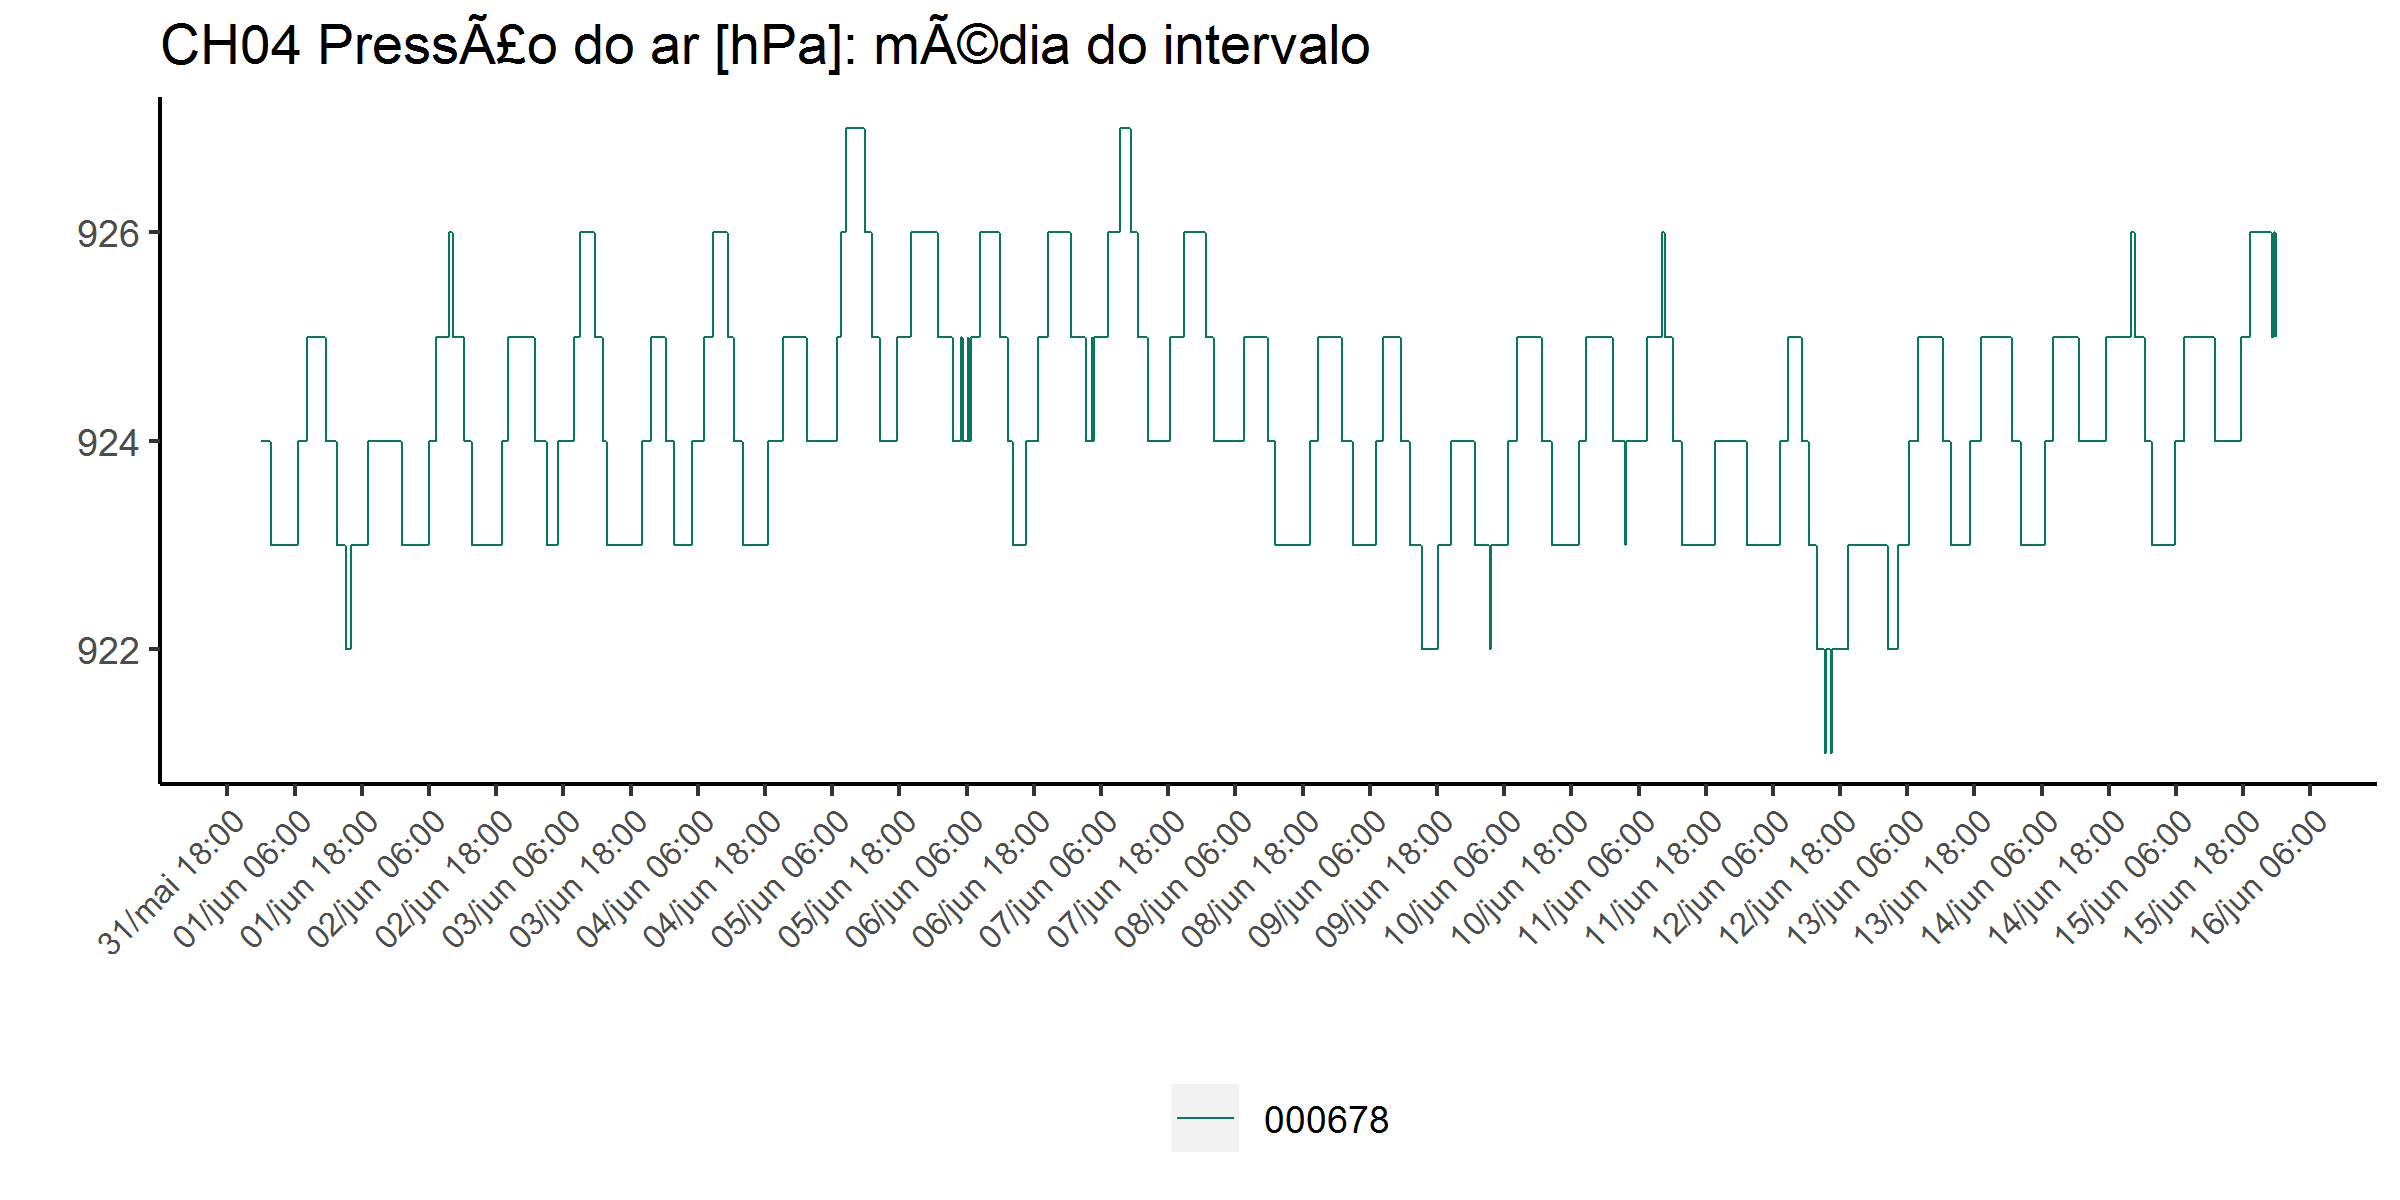 CH04 PressÃ£o do ar [hPa]: mÃ©dia do intervalo
926
924
922
31/mai 18:00
01/jun 06:00
01/jun 18:00
02/jun 06:00
02/jun 18:00
03/jun 06:00
03/jun 18:00
04/jun 06:00
04/jun 18:00
05/jun 06:00
05/jun 18:00
06/jun 06:00
06/jun 18:00
07/jun 06:00
07/jun 18:00
08/jun 06:00
08/jun 18:00
09/jun 06:00
09/jun 18:00
10/jun 06:00
10/jun 18:00
11/jun 06:00
11/jun 18:00
12/jun 06:00
12/jun 18:00
13/jun 06:00
13/jun 18:00
14/jun 06:00
14/jun 18:00
15/jun 06:00
15/jun 18:00
16/jun 06:00
000678